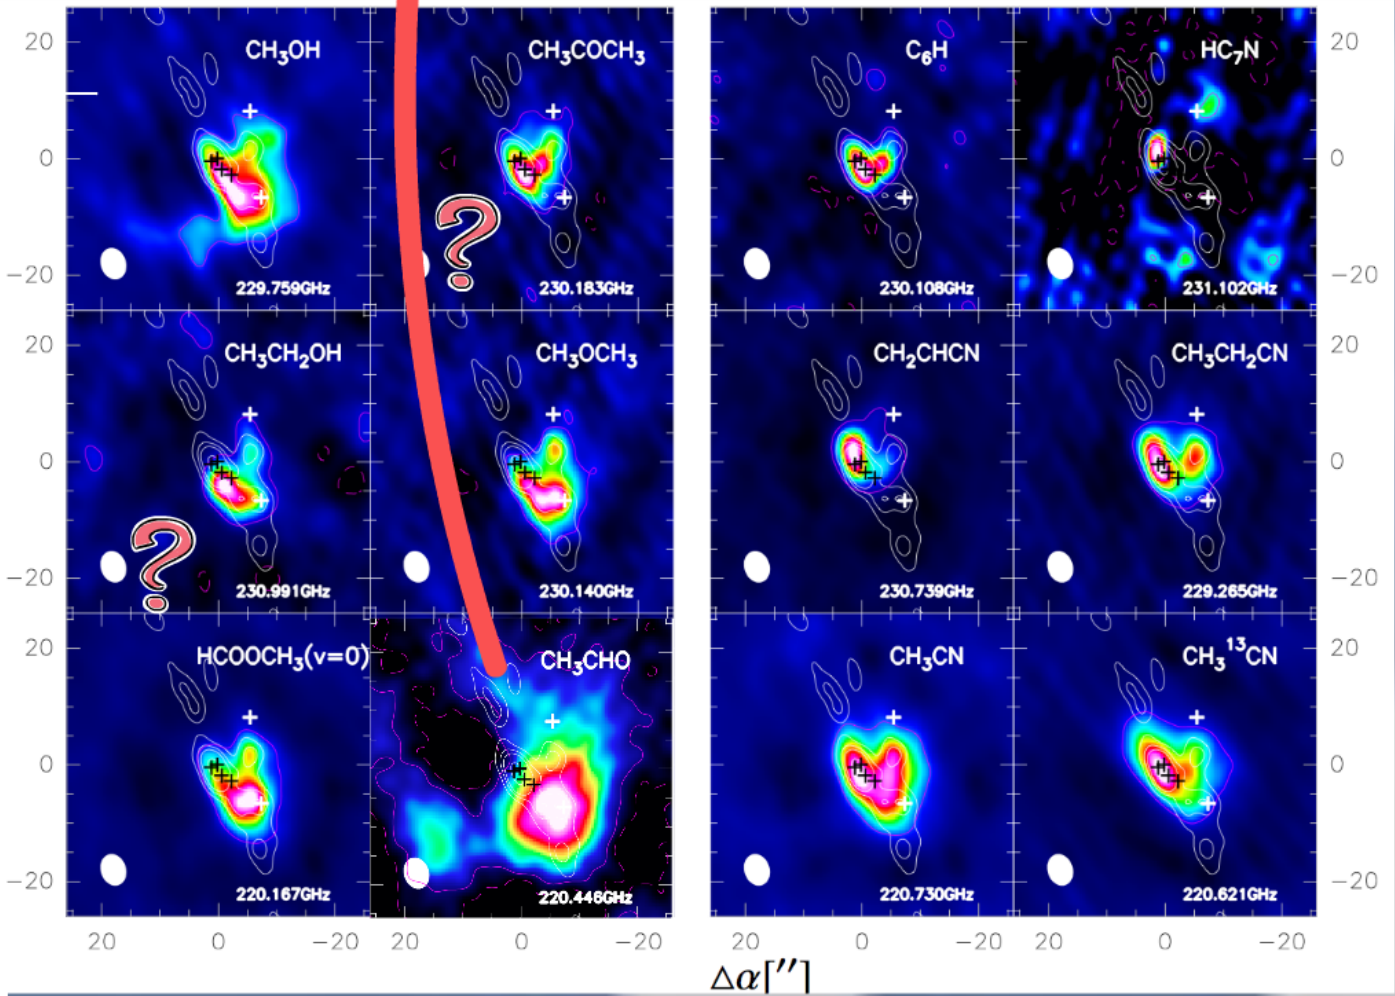 20
CH₃OH
CH₃COCH₃
C₆H
HC₇N
20
0
0
−20
229.759GHz
?
230.183GHz
230.108GHz
231.102GHz
−20
20
CH₃CH₂OH
CH₃OCH₃
CH₂CHCN
CH₃CH₂CN
20
0
0
−20
?
230.991GHz
230.140GHz
230.739GHz
229.265GHz
−20
20
HCOOCH₃(v=0)
CH₃CHO
CH₃CN
CH₃¹³CN
20
0
0
−20
220.167GHz
220.446GHz
220.730GHz
220.621GHz
−20
20 0 −20 20 0 −20 20 0 −20 20 0 −20
Δα[″]